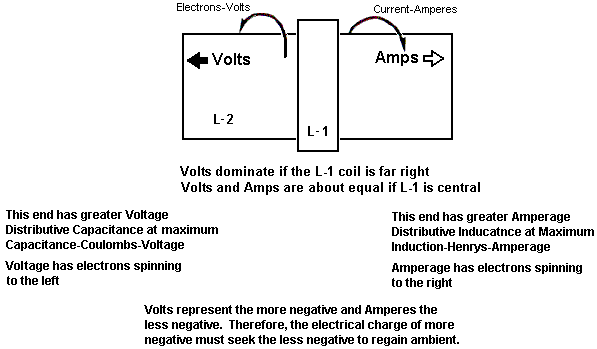 Electrons-Volts
Current-Amperes
Volts
Amps
L-2
L-1
Volts dominate if the L-1 coil is far right
Volts and Amps are about equal if L-1 is central
This end has greater Voltage
Distributive Capacitance at maximum
Capacitance-Coulombs-Voltage
Voltage has electrons spinning
to the left
This end has greater Amperage
Distributive Inducatnce at Maximum
Induction-Henrys-Amperage
Amperage has electrons spinning
to the right
Volts represent the more negative and Amperes the
less negative. Therefore, the electrical charge of more
negative must seek the less negative to regain ambient.